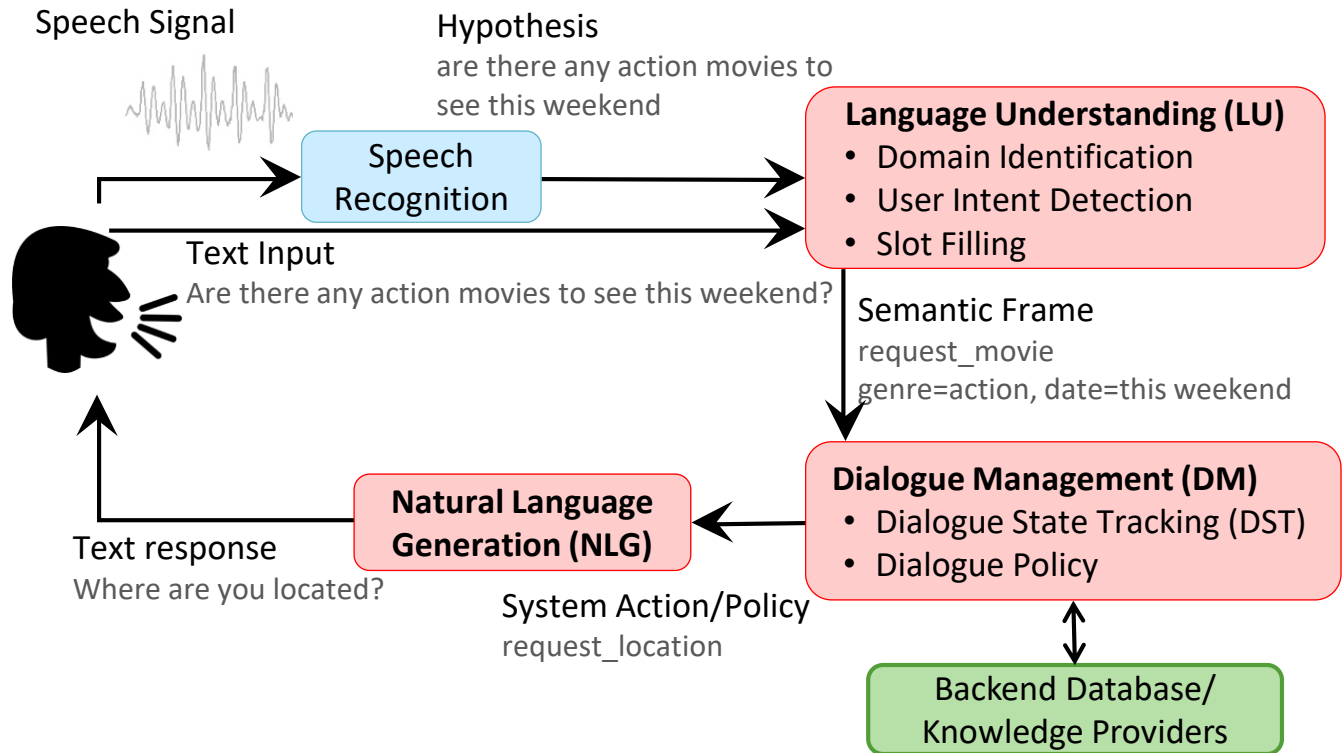 Speech Signal
Hypothesis
are there any action movies to
see this weekend
Speech
Recognition
Language Understanding (LU)
• Domain Identification
• User Intent Detection
• Slot Filling
Text Input
Are there any action movies to see this weekend?
Semantic Frame
request_movie
genre=action, date=this weekend
Dialogue Management (DM)
• Dialogue State Tracking (DST)
• Dialogue Policy
Natural Language
Generation (NLG)
Text response
Where are you located?
System Action/Policy
request_location
Backend Database/
Knowledge Providers